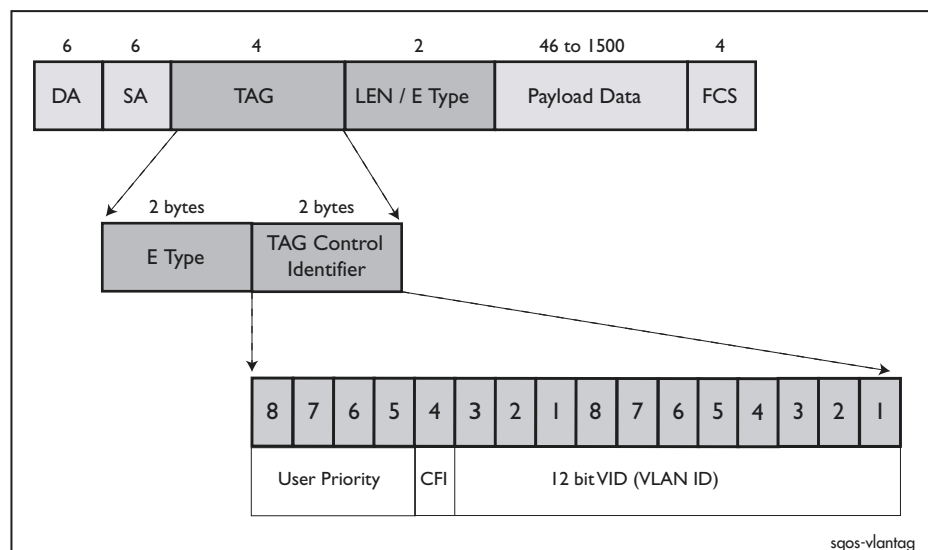 6 6 4 2 46 to 1500 4
DA SA TAG LEN / E Type Payload Data FCS
2 bytes 2 bytes
E Type TAG Control
Identifier
8 7 6 5 4 3 2 1 8 7 6 5 4 3 2 1
User Priority CFI 12 bit VID (VLAN ID)
sqos-vlantag